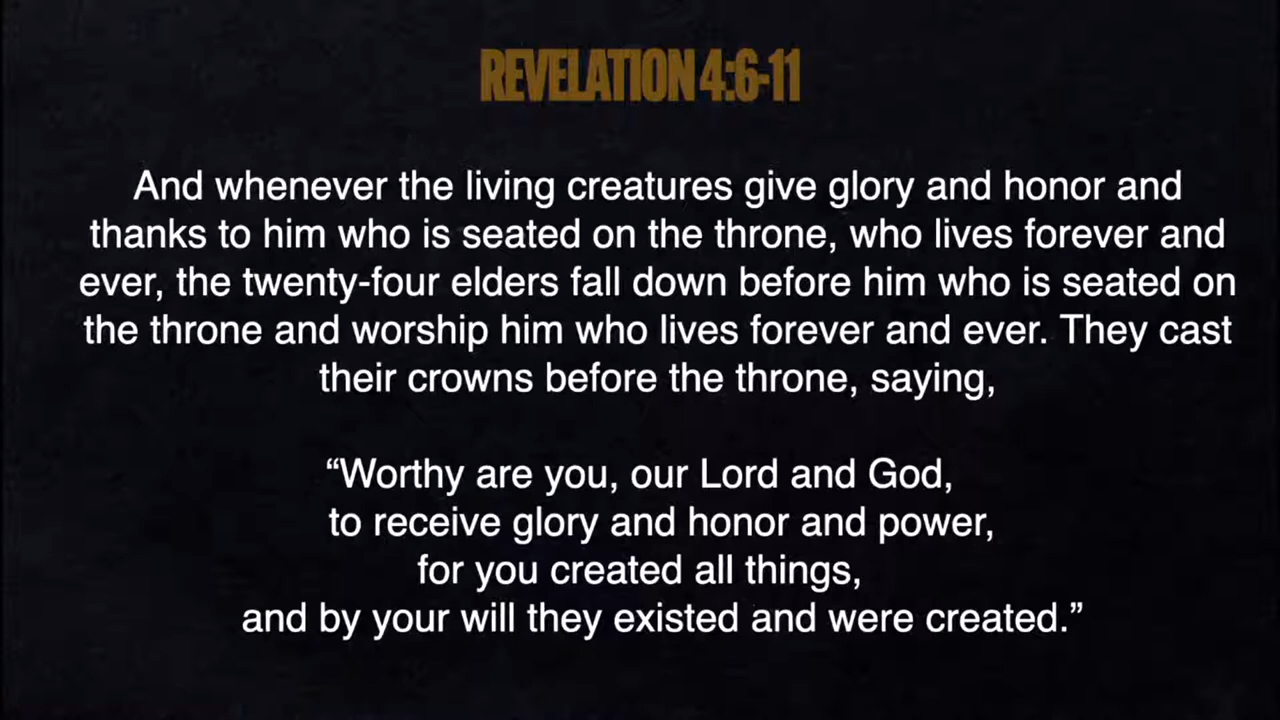 REVELATION 4:6-11
And whenever the living creatures give glory and honor and
thanks to him who is seated on the throne, who lives forever and
ever, the twenty-four elders fall down before him who is seated on
the throne and worship him who lives forever and ever. They cast
their crowns before the throne, saying,
“Worthy are you, our Lord and God,
to receive glory and honor and power,
for you created all things,
and by your will they existed and were created.”